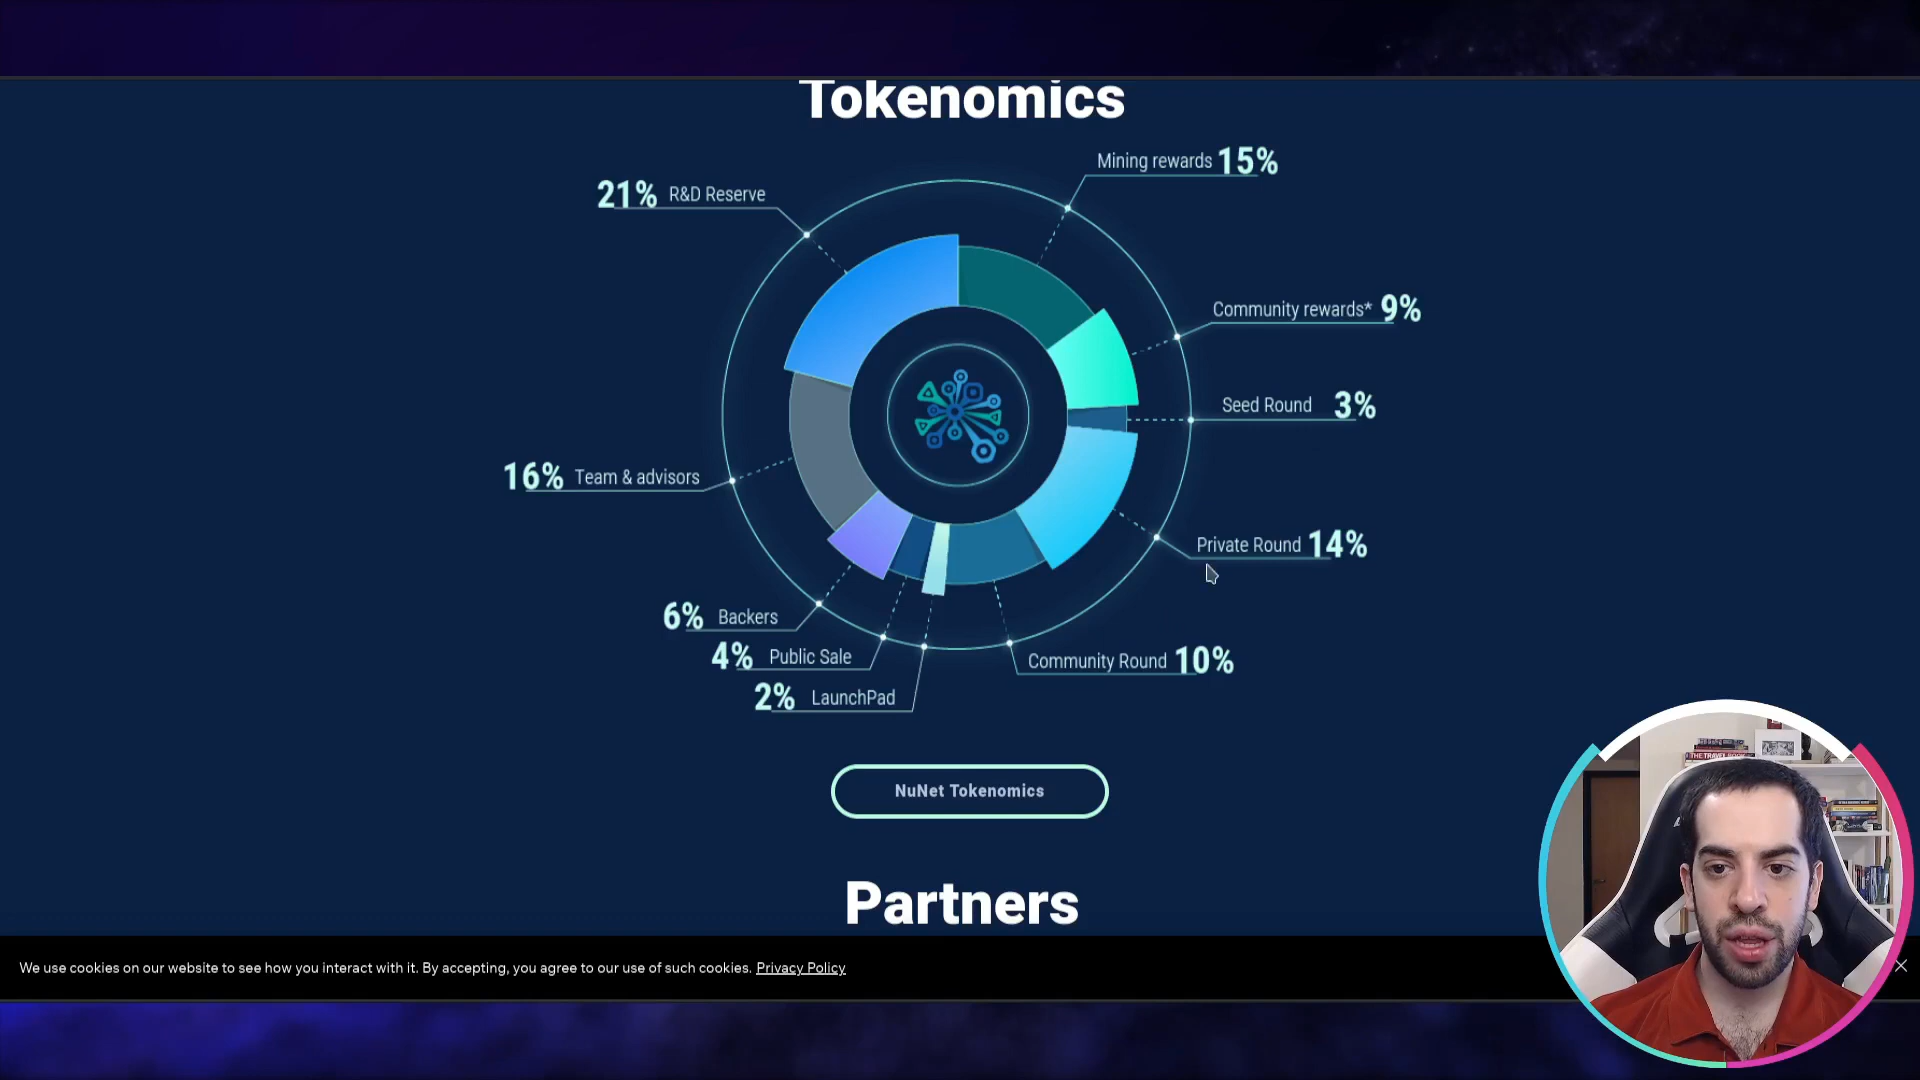 Tokenomics
Mining rewards 15%
21% R&D Reserve
Community rewards* 9%
Seed Round 3%
16% Team & advisors
Private Round 14%
6% Backers
4% Public Sale
Community Round 10%
2% LaunchPad
NuNet Tokenomics
Partners
We use cookies on our website to see how you interact with it. By accepting, you agree to our use of such cookies. Privacy Policy